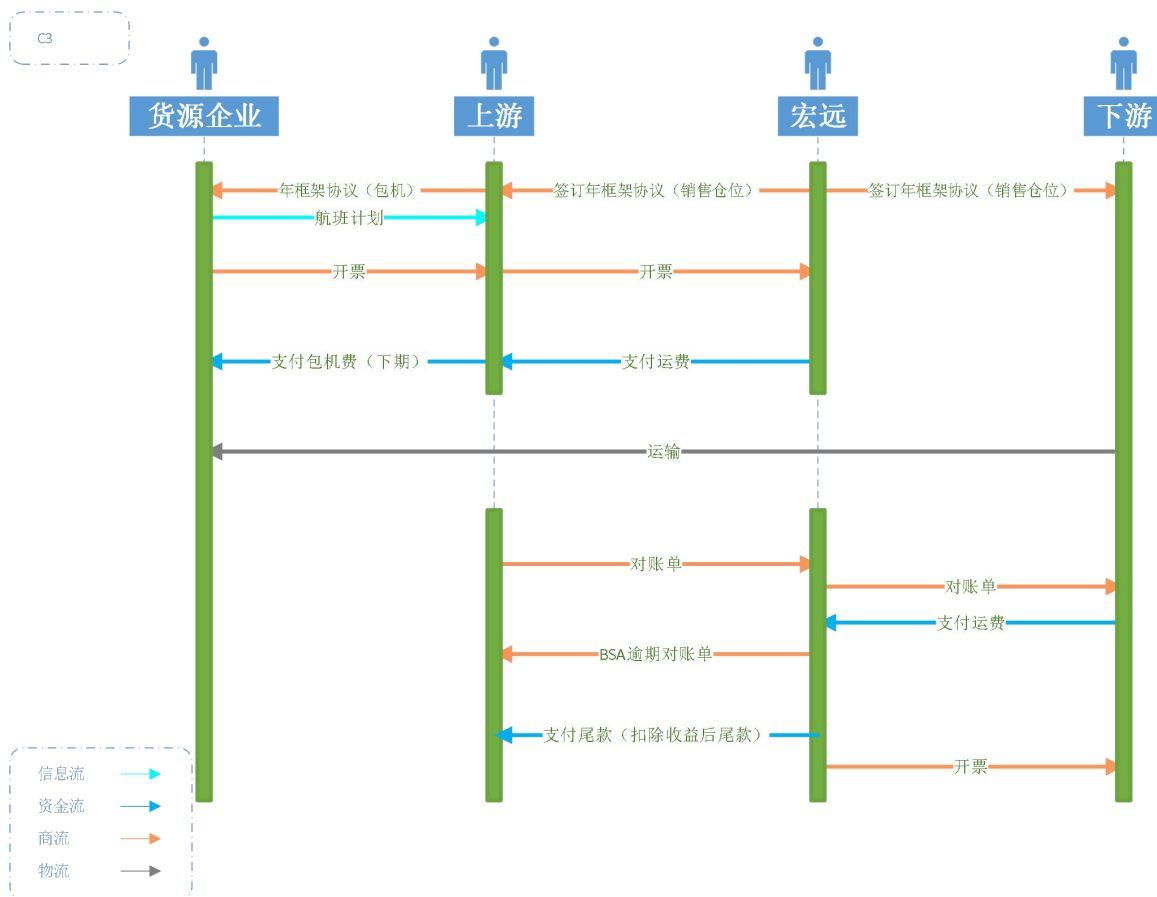 C3
货源企业
上游
宏远
下游
年框架协议（包机）
签订年框架协议（销售仓位）
签订年框架协议（销售仓位）
航班计划
开票
开票
支付包机费（下期）
支付运费
运输
对账单
对账单
支付运费
BSA逾期对账单
支付尾款（扣除收益后尾款）
开票
信息流
资金流
商流
物流